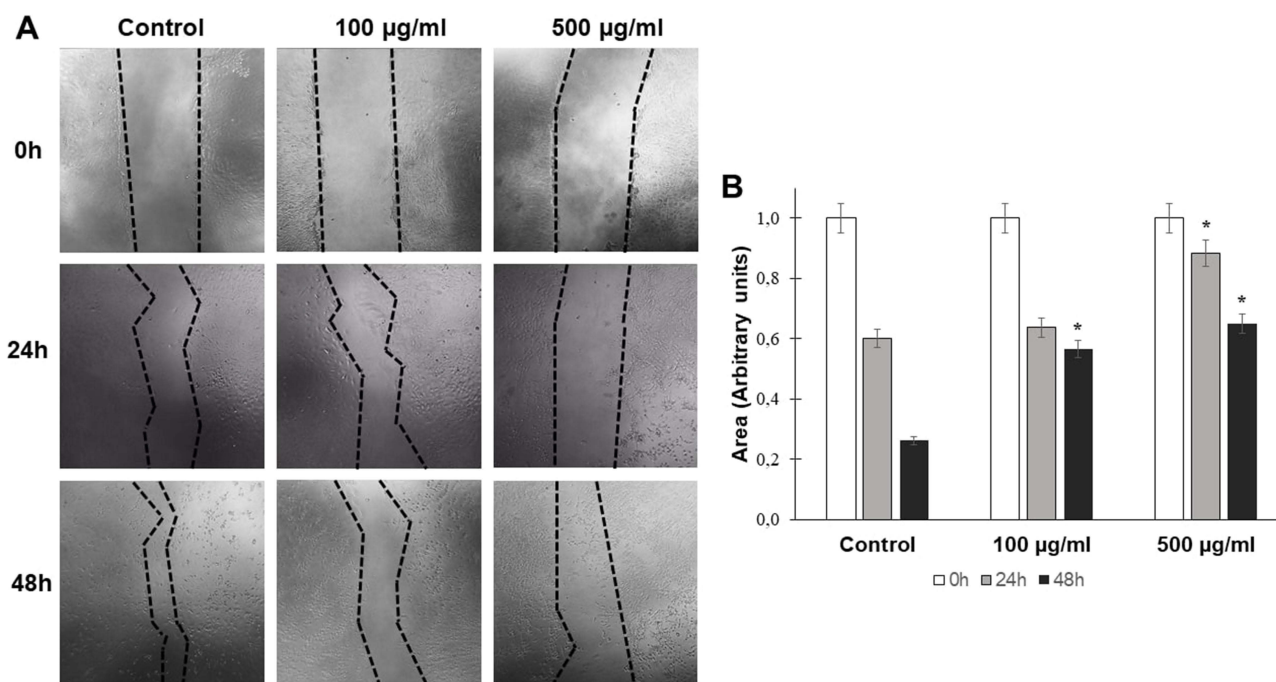 A
Control 100 µg/ml 500 µg/ml
0h
24h
48h
B
Area (Arbitrary units)
1,0
0,8
0,6
0,4
0,2
0,0
*
*
*
Control 100 µg/ml 500 µg/ml
0h 24h 48h